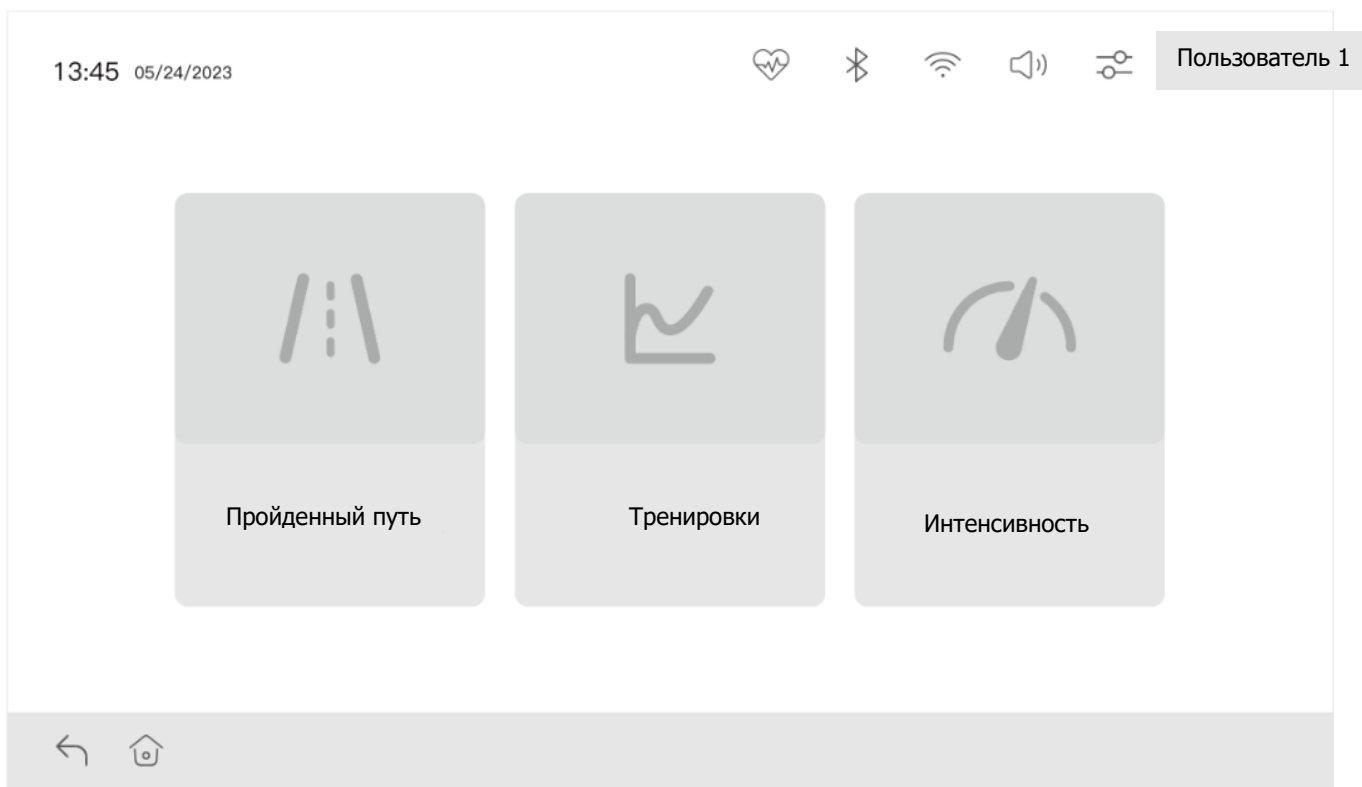 13:45 05/24/2023
Пользователь 1
Пройденный путь
Тренировки
Интенсивность